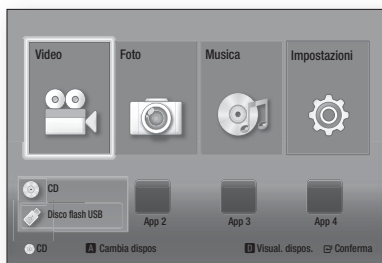 Video Foto Musica Impostazioni
CD
Disco flash USB
App 2 App 3 App 4
CD A Cambia dispos D Visual. dispos. Conferma